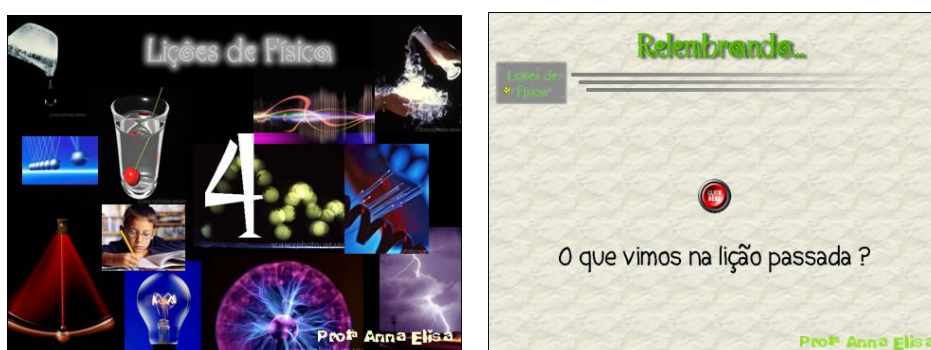 Lições de Física
4
Profª Anna Elisa
Relembrando...
Lições de
Física
CLICK
HERE
O que vimos na lição passada ?
Profª Anna Elisa